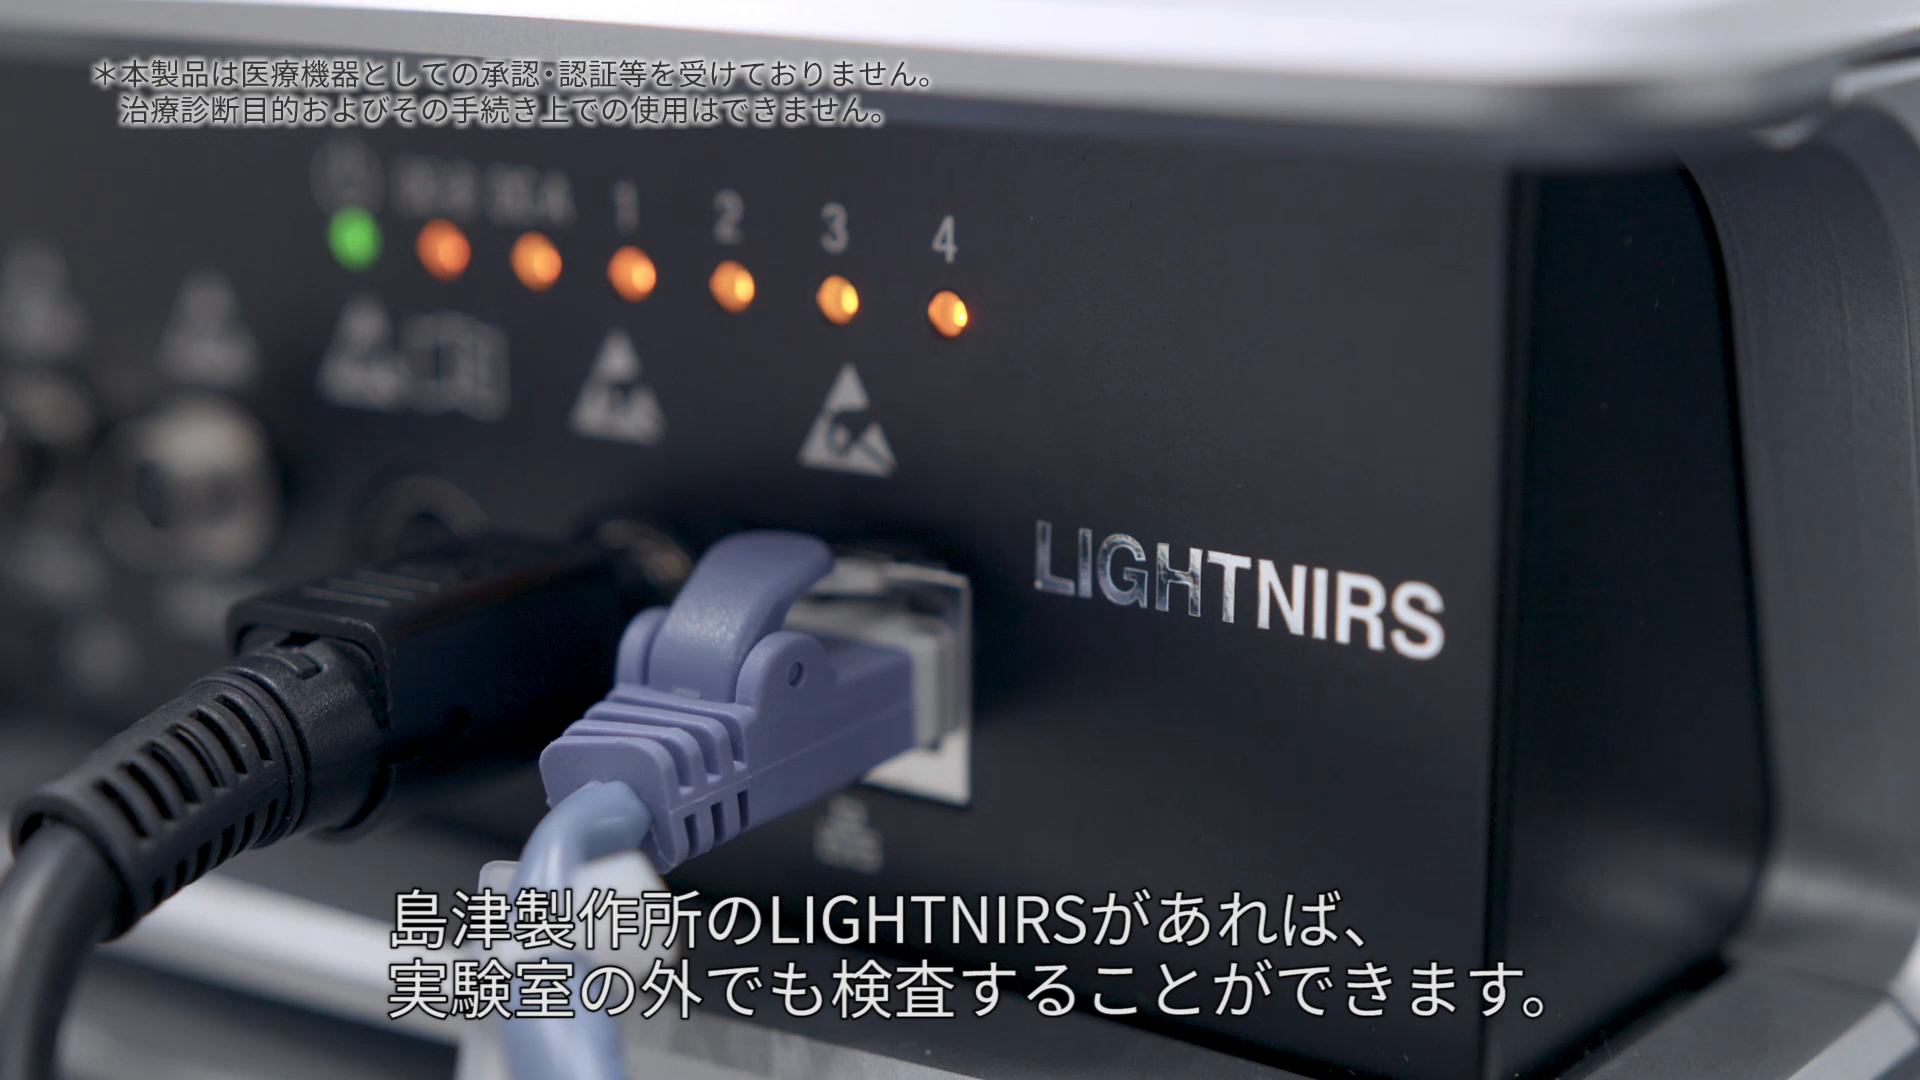 ＊本製品は医療機器としての承認・認証等を受けておりません。
治療診断目的およびその手続き上での使用はできません。
1 2 3 4
LIGHTNIRS
島津製作所のLIGHTNIRSがあれば、
実験室の外でも検査することができます。